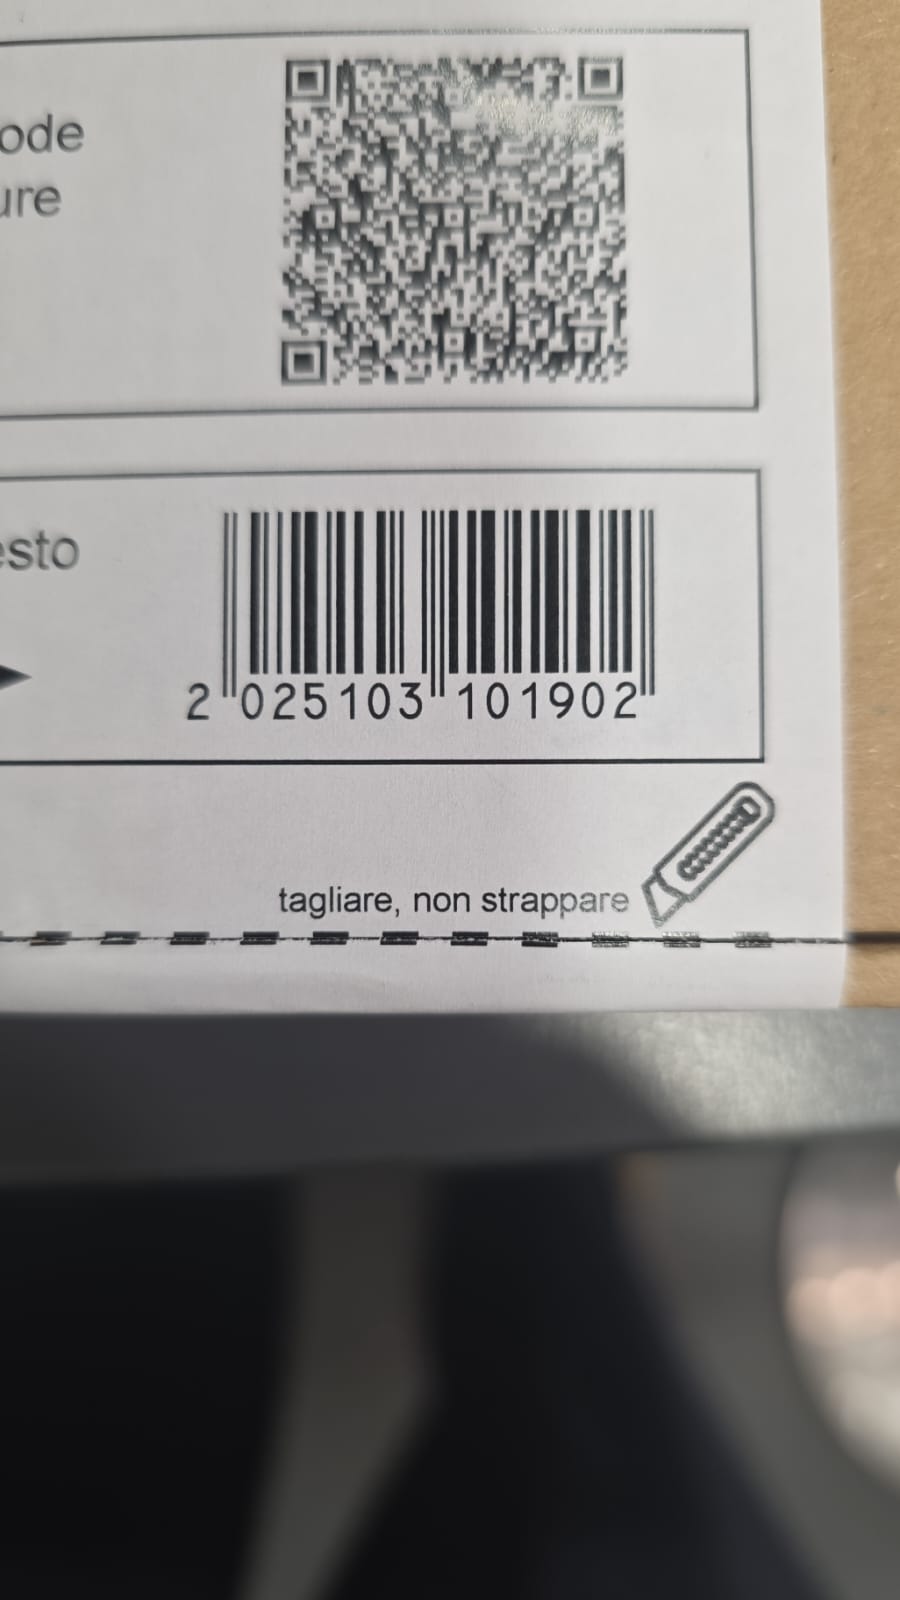 ode
ure
esto
2 025103 101902
tagliare, non strappare